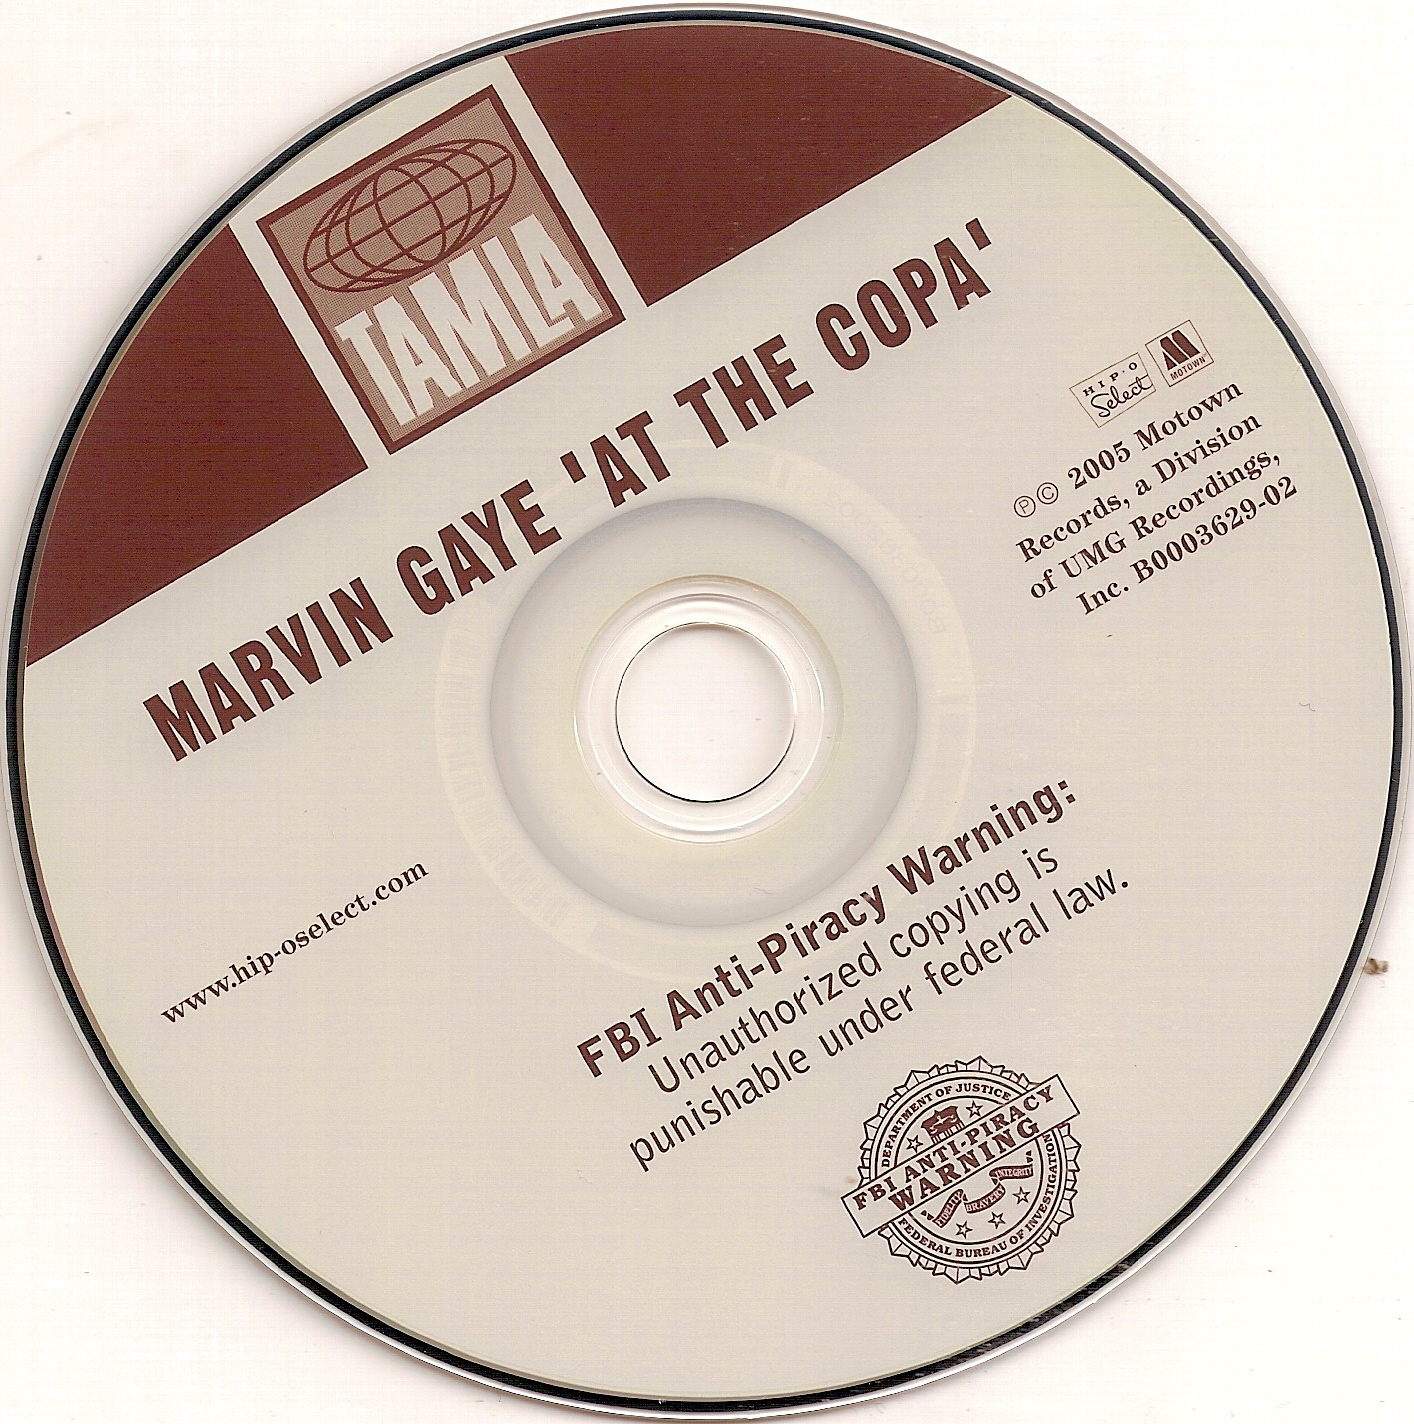 TAMLA
MARVIN GAYE 'AT THE COPA'
HIP-O
Select
MOTOWN
℗© 2005 Motown
Records, a Division
of UMG Recordings,
Inc. B0003629-02
www.hip-oselect.com
FBI Anti-Piracy Warning:
Unauthorized copying is
punishable under federal law.
DEPARTMENT OF JUSTICE
FBI ANTI-PIRACY
WARNING
FIDELITY BRAVERY INTEGRITY
FEDERAL BUREAU OF INVESTIGATION